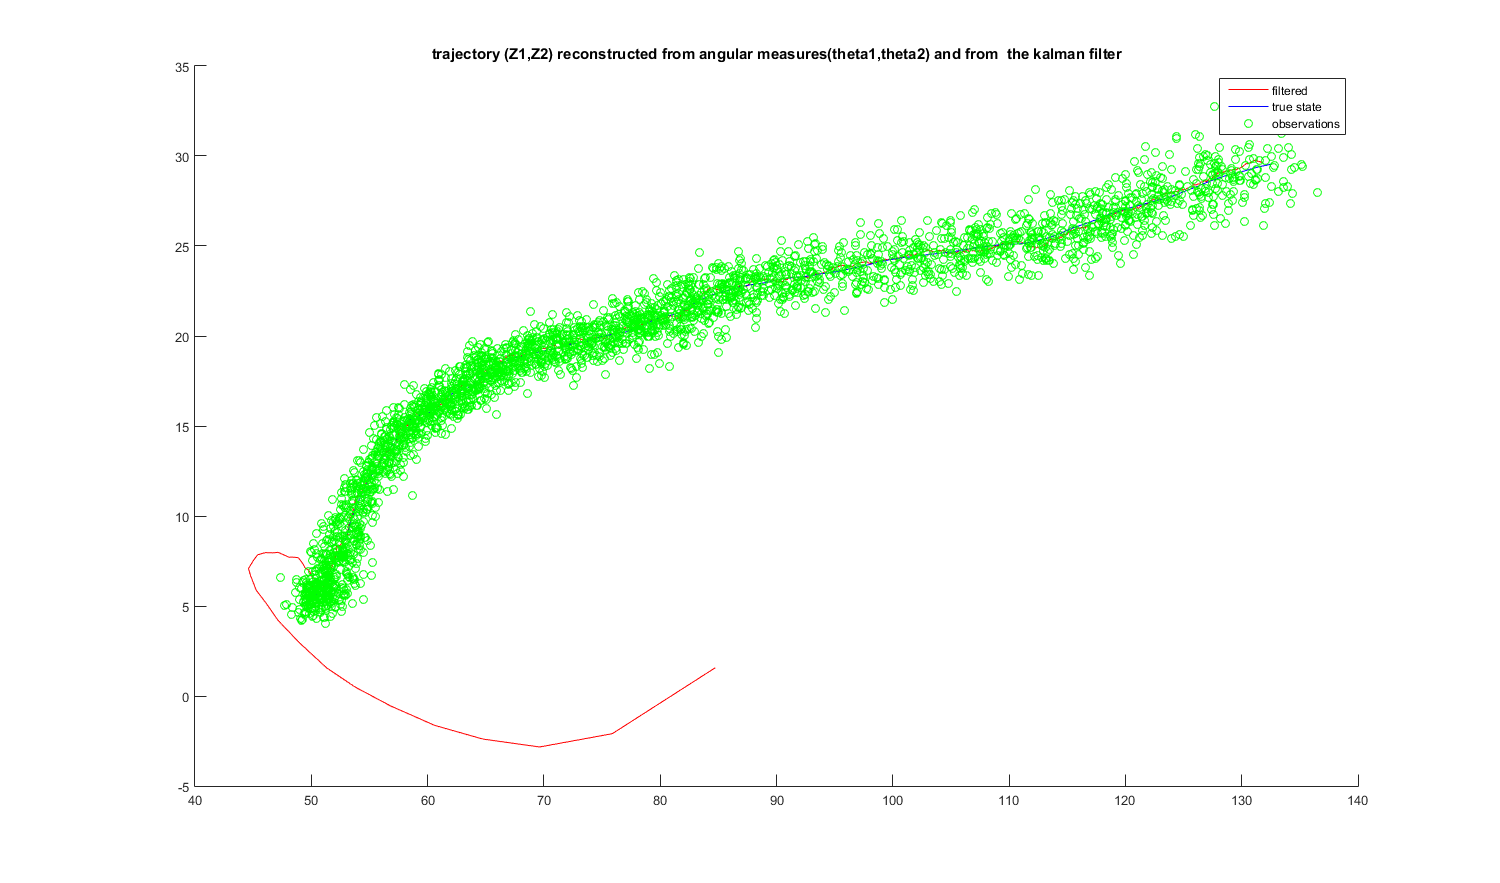 trajectory (Z1,Z2) reconstructed from angular measures(theta1,theta2) and from  the kalman filter
35
filtered
true state
observations
30
25
20
15
10
5
0
-5
40 50 60 70 80 90 100 110 120 130 140